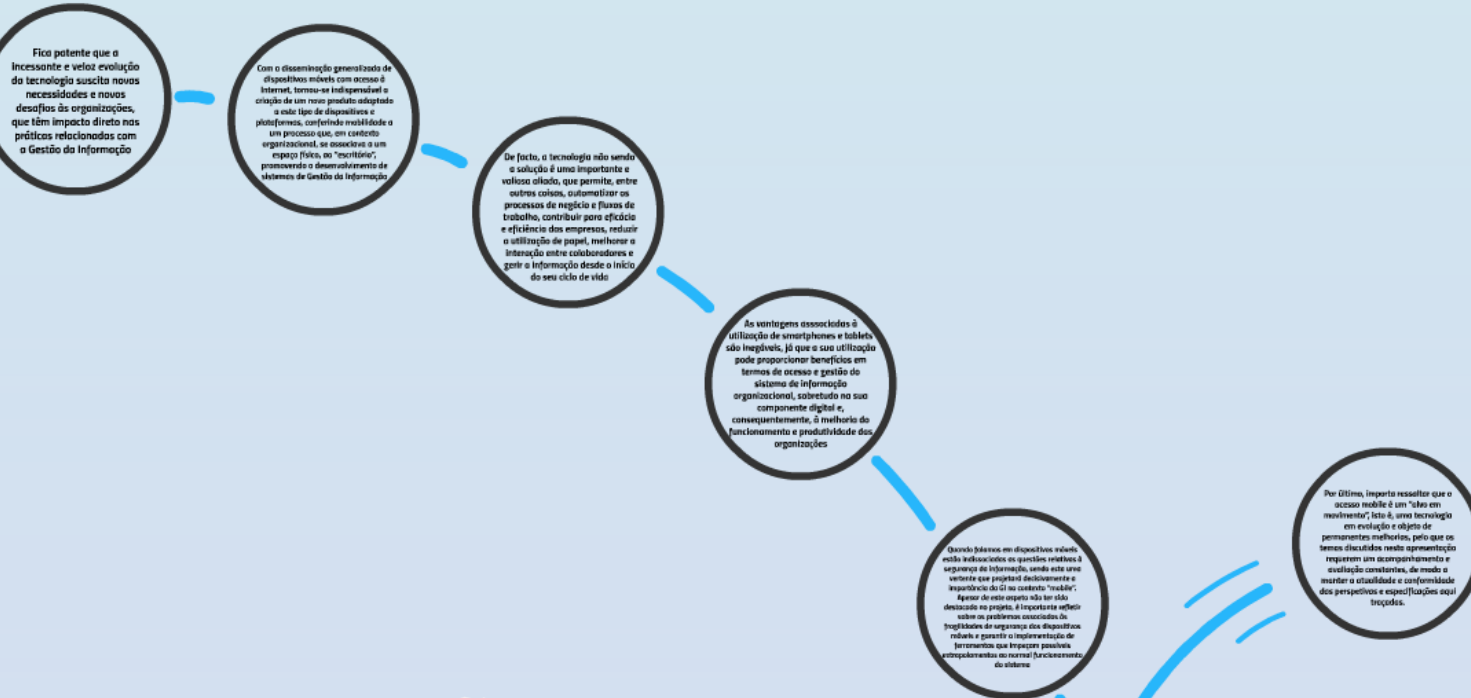 Fica patente que a
incessante e veloz evolução
da tecnologia suscita novas
necessidades e novos
desafios às organizações,
que têm impacto direto nas
práticas relacionadas com
a Gestão da Informação
Com a disseminação generalizada de
dispositivos móveis com acesso à
Internet, tornou-se indispensável a
criação de um novo produto adaptado
a este tipo de dispositivos e
plataformas, conferindo mobilidade a
um processo que, em contexto
organizacional, se associava a um
espaço físico, ao "escritório",
promovendo o desenvolvimento de
sistemas de Gestão da Informação
De facto, a tecnologia não sendo
a solução é uma importante e
valiosa aliada, que permite, entre
outras coisas, automatizar os
processos de negócio e fluxos de
trabalho, contribuir para eficácia
e eficiência das empresas, reduzir
a utilização de papel, melhorar a
interação entre colaboradores e
gerir a informação desde o início
do seu ciclo de vida
As vantagens asssociadas à
utilização de smartphones e tablets
são inegáveis, já que a sua utilização
pode proporcionar benefícios em
termos de acesso e gestão do
sistema de informação
organizacional, sobretudo na sua
componente digital e,
consequentemente, à melhoria do
funcionamento e produtividade das
organizações
Quando falamos em dispositivos móveis
estão indissociadas as questões relativas à
segurança da informação, sendo esta uma
vertente que projetará decisivamente a
importância da GI no contexto "mobile".
Apesar de este aspeto não ter sido
destacado no projeto, é importante refletir
sobre os problemas associados às
fragilidades de segurança dos dispositivos
móveis e garantir a implementação de
ferramentas que impeçam possíveis
estrapolamentos ao normal funcionamento
do sistema
Por último, importa ressaltar que o
acesso mobile é um "alvo em
movimento", isto é, uma tecnologia
em evolução e objeto de
permanentes melhorias, pelo que os
temas discutidos nesta apresentação
requerem um acompanhamento e
avaliação constantes, de modo a
manter a atualidade e conformidade
das perspetivas e especificações aqui
traçadas.